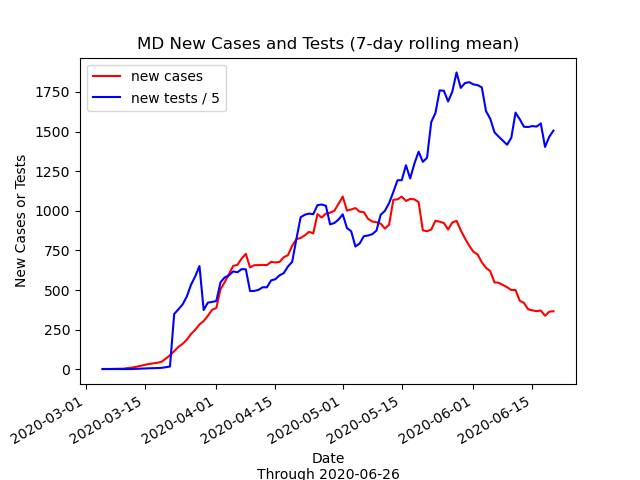 MD New Cases and Tests (7-day rolling mean)
new cases
new tests / 5
New Cases or Tests
1750
1500
1250
1000
750
500
250
0
2020-03-01
2020-03-15
2020-04-01
2020-04-15
2020-05-01
2020-05-15
2020-06-01
2020-06-15
Date
Through 2020-06-26